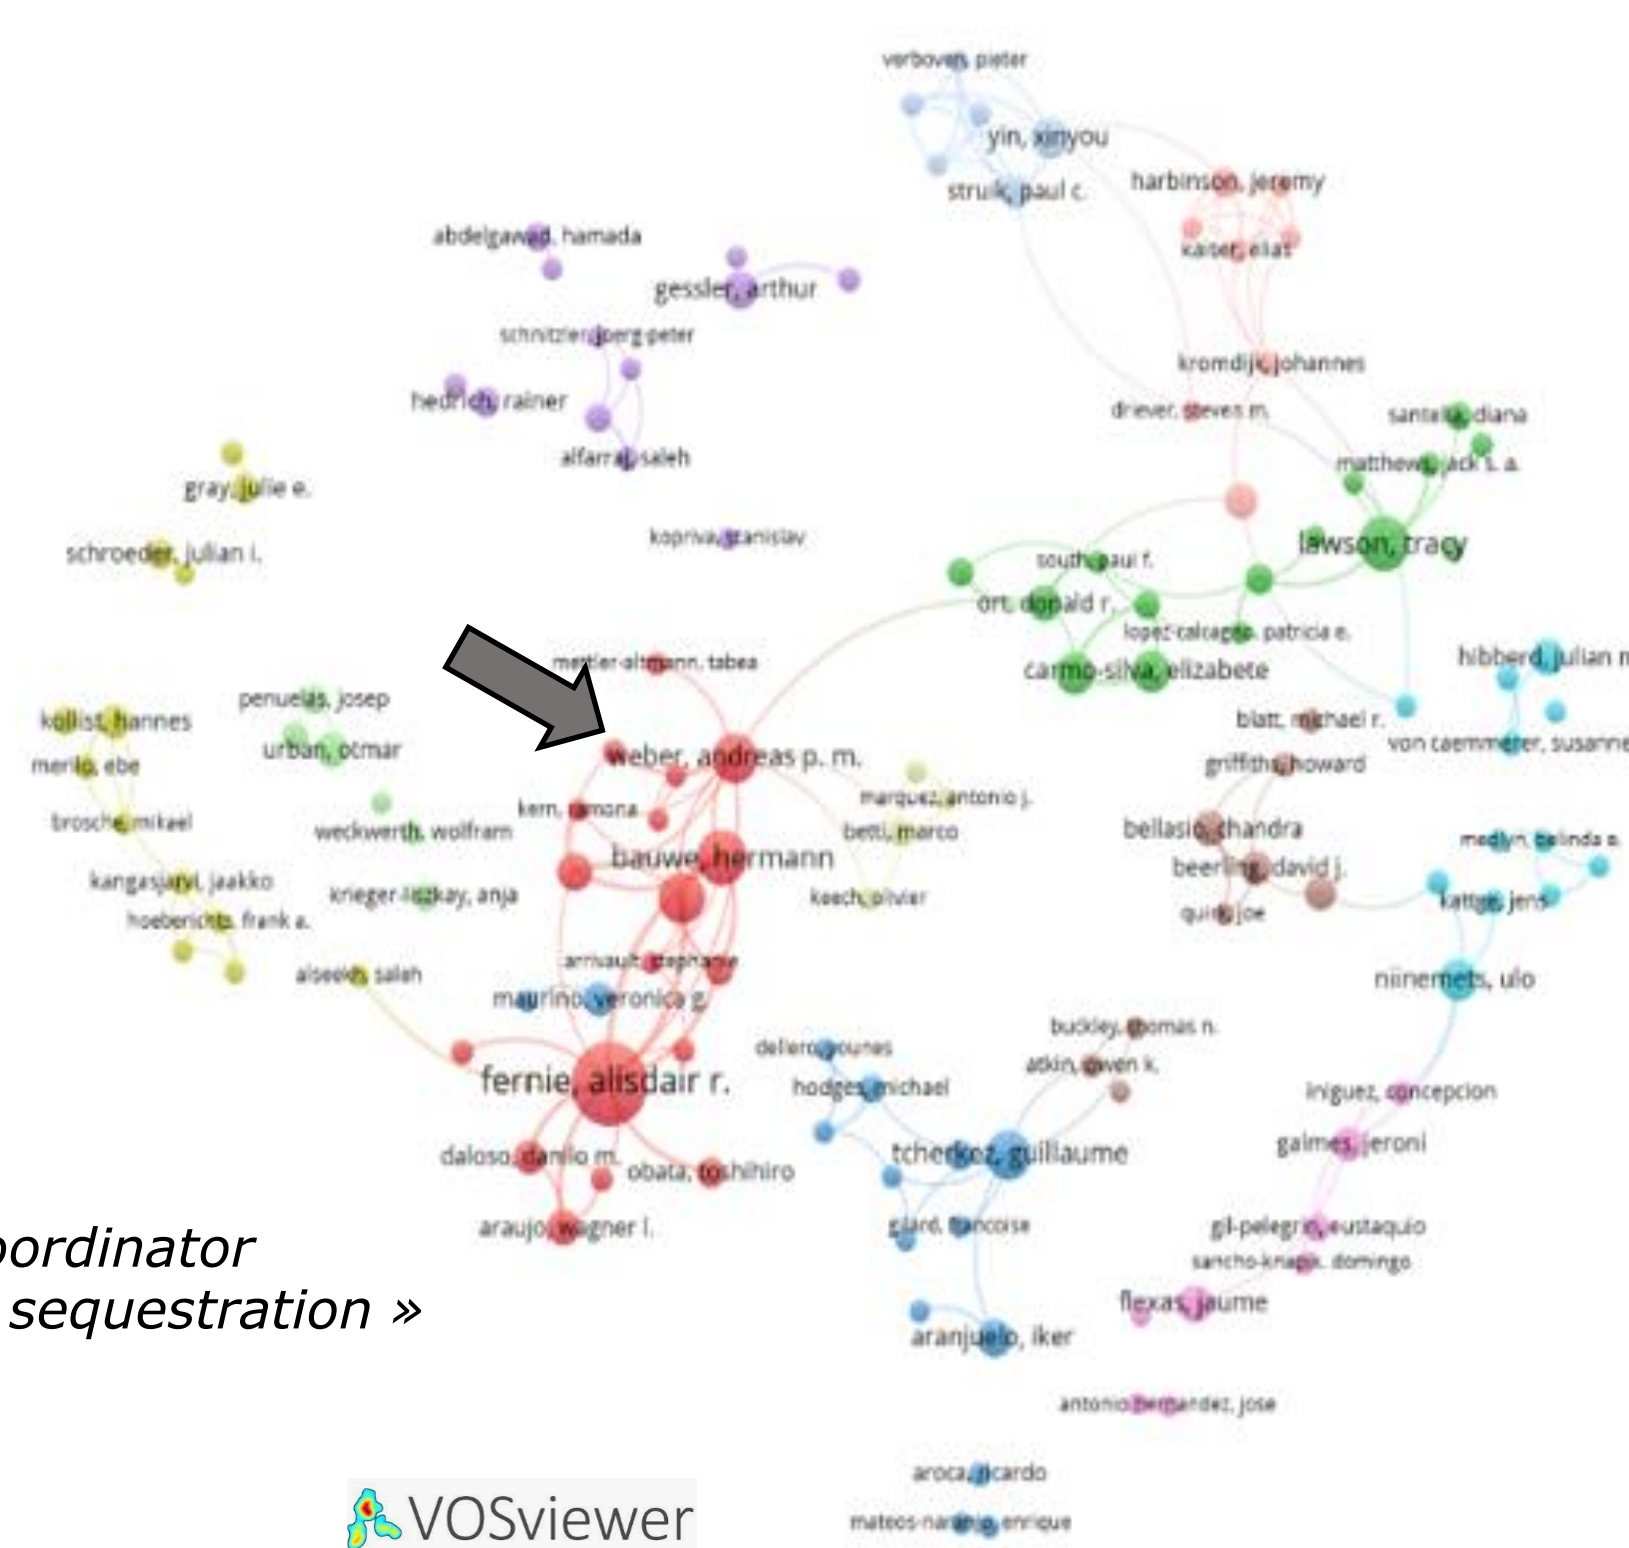 verboven, pieter
yin, xinyou
struik, paul c.
harbinson, jeremy
kaiser, elias
abdelgawad, hamada
gessler, arthur
schnitzler, joerg-peter
hedrich, rainer
alfarraj, saleh
kromdijk, johannes
driever, steven m.
santelia, diana
matthews, jack s. a.
gray, julie e.
schroeder, julian i.
kopriva, stanislav
lawson, tracy
south, paul f.
ort, donald r.
lopez-calcagno, patricia e.
carmo-silva, elizabete
mettler-altmann, tabea
hibberd, julian m
kollist, hannes
penuelas, josep
urban, otmar
merilo, ebe
weber, andreas p. m.
blatt, michael r.
von caemmerer, susanne
griffiths, howard
marquez, antonio j.
kern, ramona
brosche, mikael
weckwerth, wolfram
betti, marco
bellasio, chandra
medlyn, belinda e.
bauwe, hermann
beerling, david j.
kangasjarvi, jaakko
krieger-liszkay, anja
keech, olivier
kattge, jens
quirk, joe
hoeberichts, frank a.
arrivault, stephanie
alseekh, saleh
maurino, veronica g.
niinemets, ulo
buckley, thomas n.
dellero, younes
atkin, owen k.
fernie, alisdair r.
hodges, michael
iniguez, concepcion
galmes, jeroni
daloso, danilo m.
obata, toshihiro
tcherkez, guillaume
araujo, wagner l.
gilard, francoise
gil-pelegrin, eustaquio
oordinator
sancho-knapik, domingo
sequestration »
flexas, jaume
aranjuelo, iker
antonio hernandez, jose
aroca, ricardo
VOSviewer
mateos-naranjo, enrique